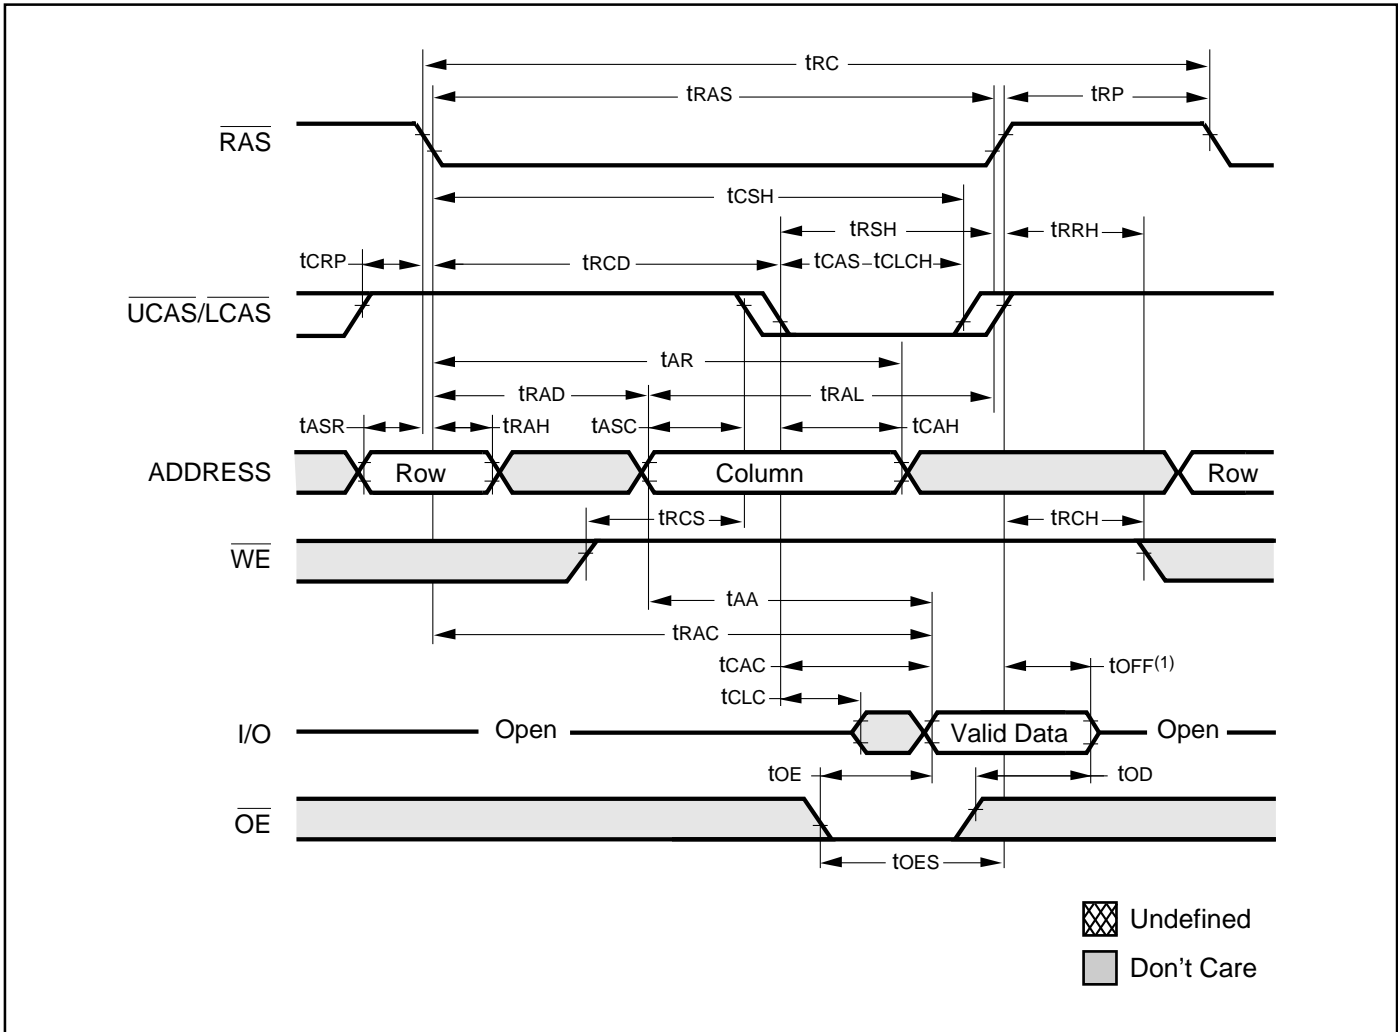 tRC
tRAS
tRP
RAS
tCSH
tRSH
tRRH
tCRP
tRCD
tCAS
tCLCH
UCAS/LCAS
tAR
tRAD
tRAL
tASR
tRAH
tASC
tCAH
ADDRESS
Row
Column
Row
tRCS
tRCH
WE
tAA
tRAC
tCAC
tOFF(1)
tCLC
I/O
Open
Valid Data
Open
tOE
tOD
OE
tOES
Undefined
Don't Care